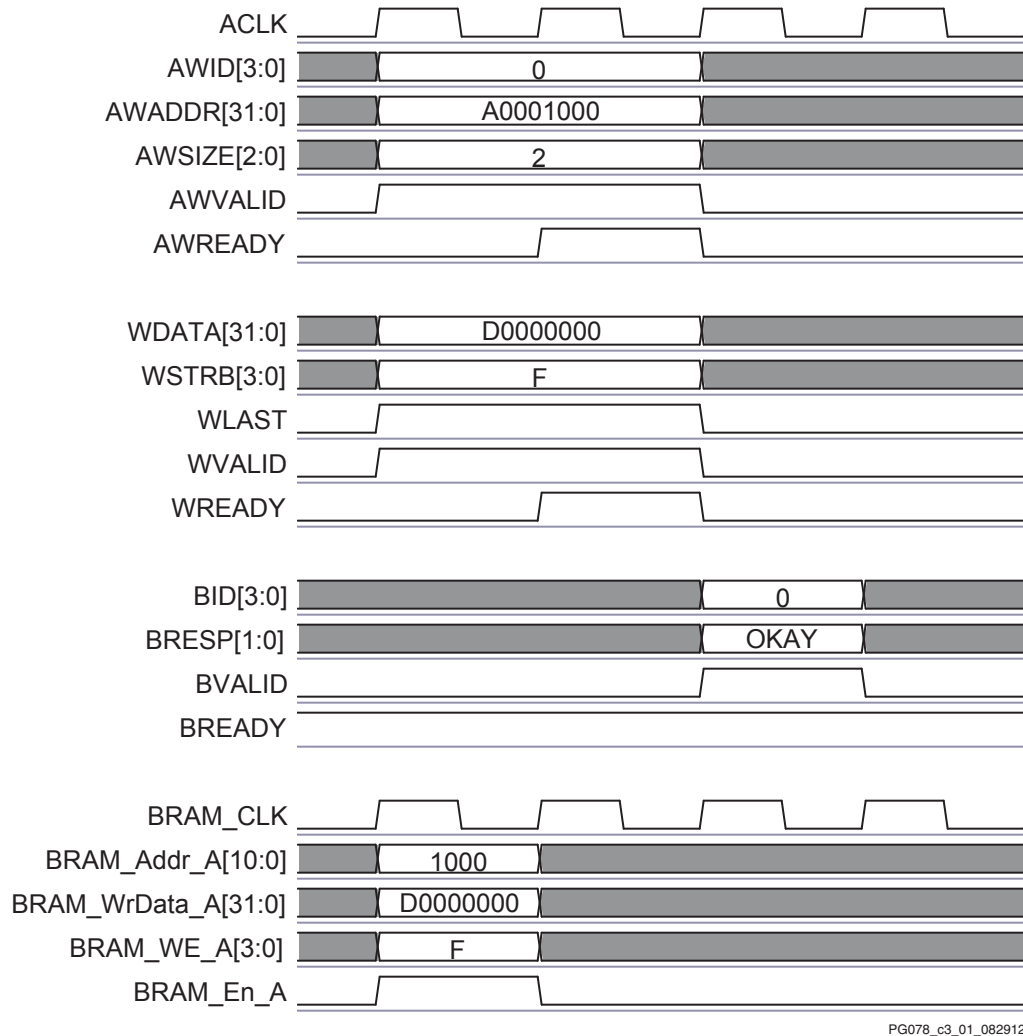 ACLK
AWID[3:0] 0
AWADDR[31:0] A0001000
AWSIZE[2:0] 2
AWVALID
AWREADY
WDATA[31:0] D0000000
WSTRB[3:0] F
WLAST
WVALID
WREADY
BID[3:0] 0
BRESP[1:0] OKAY
BVALID
BREADY
BRAM_CLK
BRAM_Addr_A[10:0] 1000
BRAM_WrData_A[31:0] D0000000
BRAM_WE_A[3:0] F
BRAM_En_A
PG078_c3_01_082912